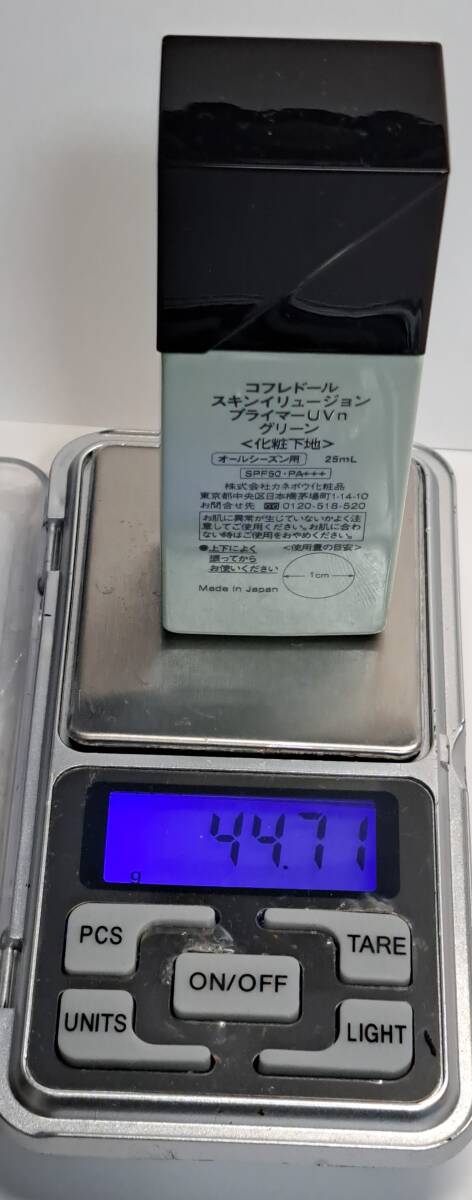 コフレドール
スキンイリュージョン
プライマーUVn
グリーン
<化粧下地>
オールシーズン用 25mL
SPF50・PA+++
株式会社カネボウ化粧品
東京都中央区日本橋茅場町1-14-10
お問合せ先 0120-518-520
お肌に異常が生じていないかよく注
意してご使用ください。お肌に合わ
ない時はご使用をおやめください。
●上下によく <使用量の目安>
振ってから
お使いください 1cm
Made in Japan
44.71
g
PCS
TARE
ON/OFF
UNITS
LIGHT